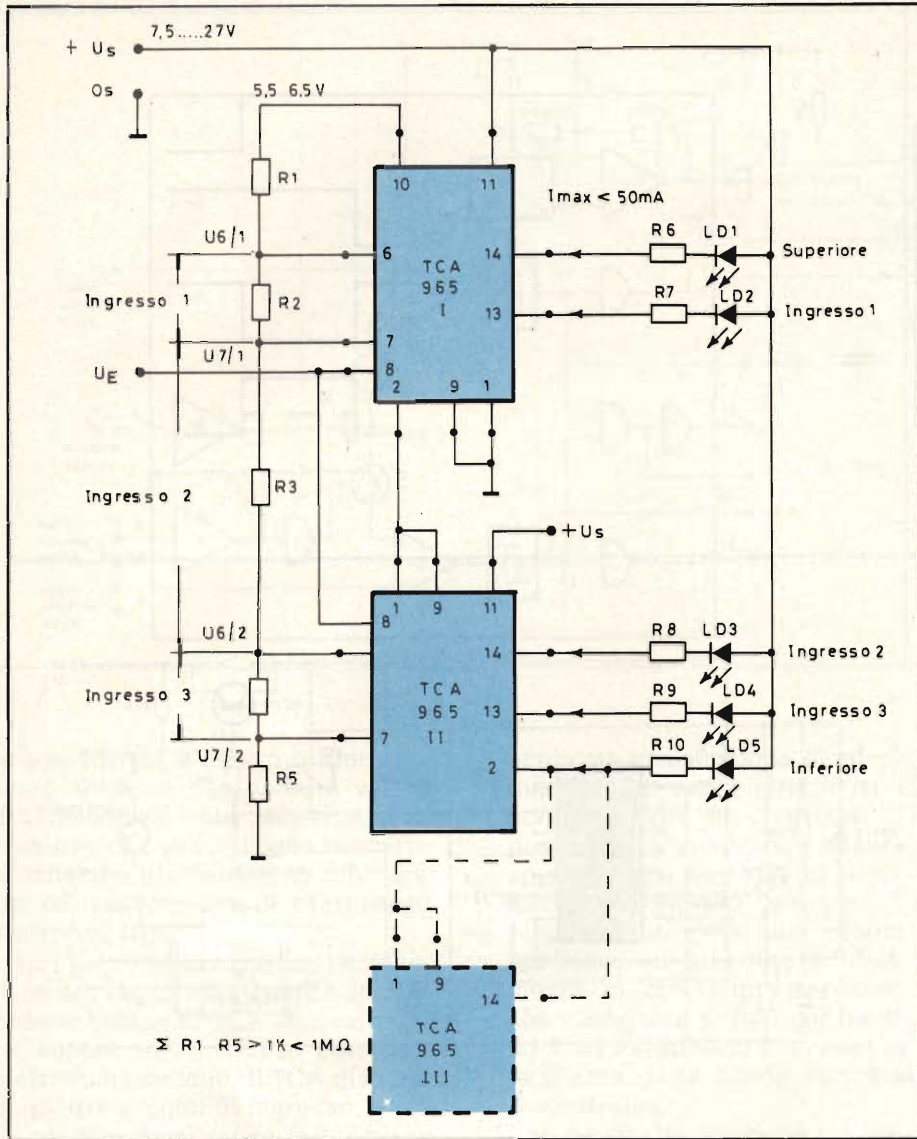 7,5.....27V
+ Us
Os
5,5 6,5 V
R1
10
11
Imax < 50mA
U6/1
6
TCA
965
I
14
R6
LD1
Superiore
Ingresso 1
R2
13
R7
LD2
Ingresso 1
U7/1
7
UE
8
2
9
1
Ingresso 2
R3
+ Us
1
9
11
8
U6/2
TCA
965
II
14
R8
LD3
Ingresso 2
Ingresso 3
13
R9
LD4
Ingresso 3
U7/2
7
2
R10
LD5
Inferiore
R5
1
9
14
TCA
965
III
Σ R1 R5 > 1K < 1MΩ